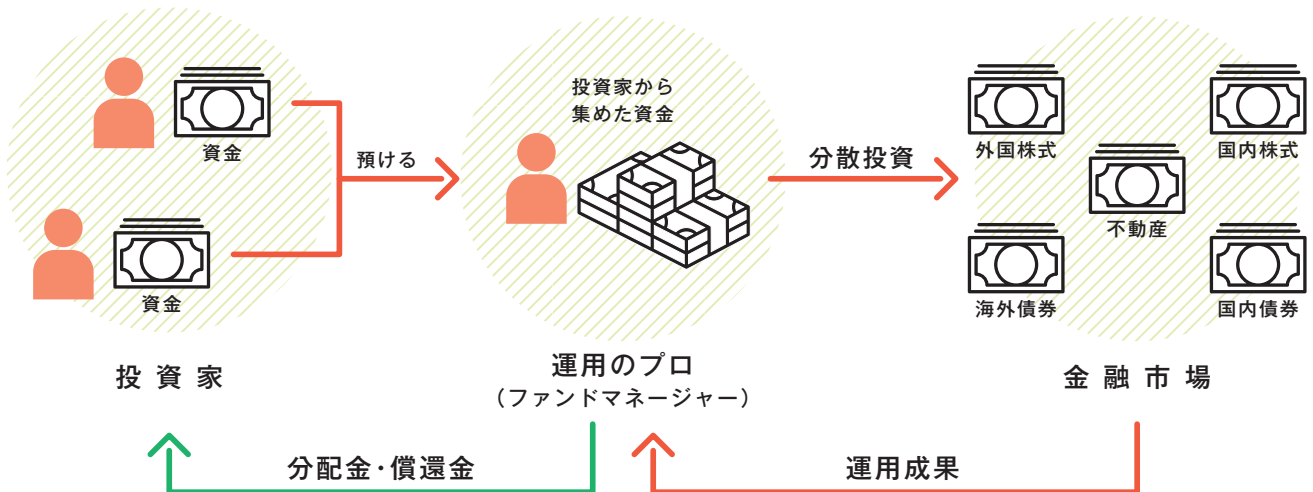 資金
資金
投資家
預ける
投資家から
集めた資金
運用のプロ
（ファンドマネージャー）
分散投資
外国株式
国内株式
不動産
海外債券
国内債券
金融市場
分配金・償還金
運用成果